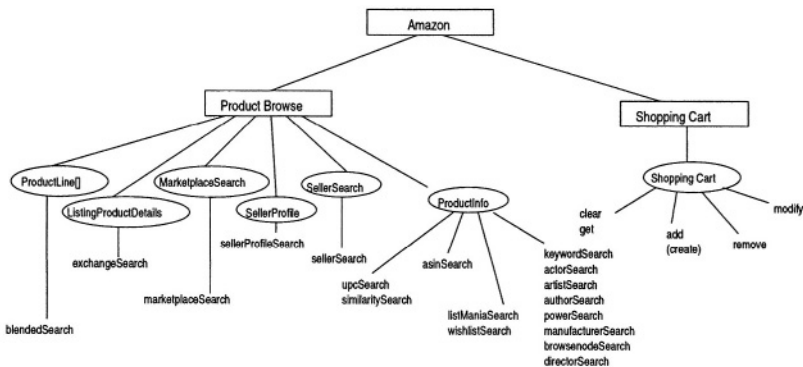 Amazon
Product Browse
Shopping Cart
ProductLine[]
MarketplaceSearch
SellerSearch
Shopping Cart
ListingProductDetails
SellerProfile
ProductInfo
clear
get
add
(create)
remove
modify
exchangeSearch
sellerProfileSearch
sellerSearch
asinSearch
keywordSearch
actorSearch
artistSearch
authorSearch
powerSearch
manufacturerSearch
browsenodeSearch
directorSearch
upcSearch
similaritySearch
marketplaceSearch
listManiaSearch
wishlistSearch
blendedSearch